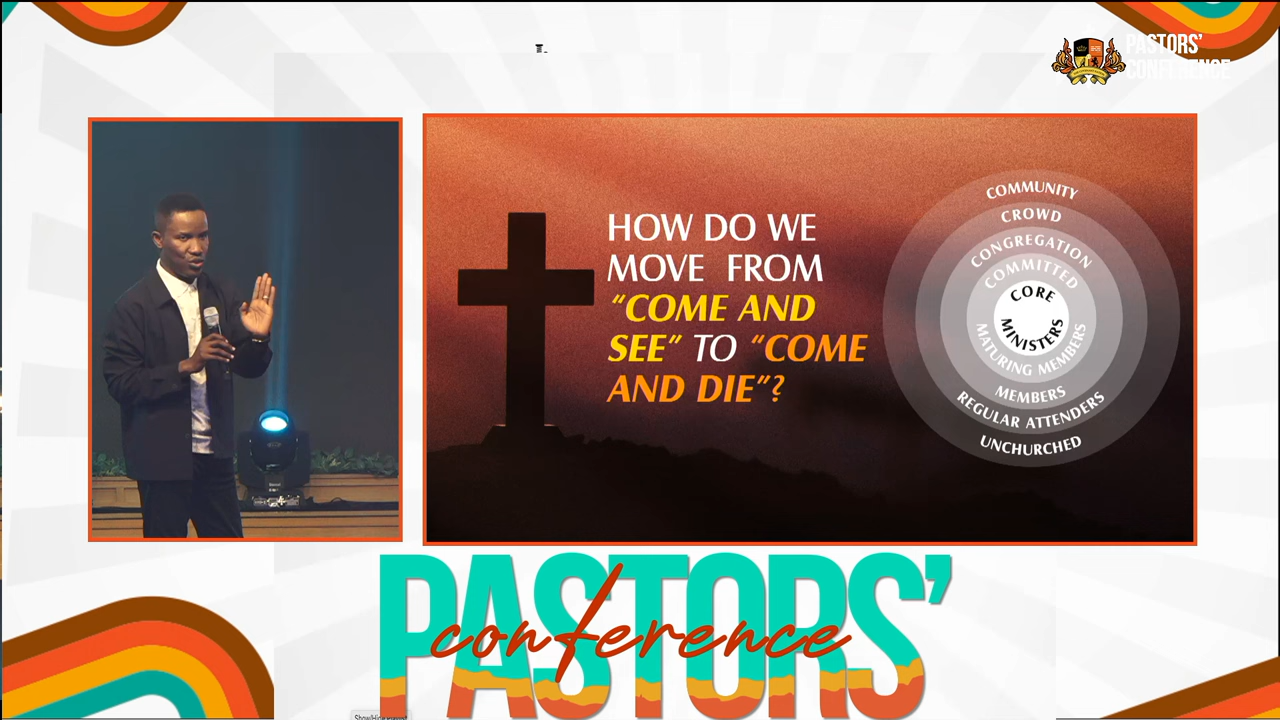 PASTORS'
CONFERENCE
HOW DO WE
MOVE FROM
“COME AND
SEE” TO “COME
AND DIE”?
COMMUNITY
CROWD
CONGREGATION
COMMITTED
CORE
MINISTERS
MATURING MEMBERS
MEMBERS
REGULAR ATTENDERS
UNCHURCHED
PASTORS’
conference